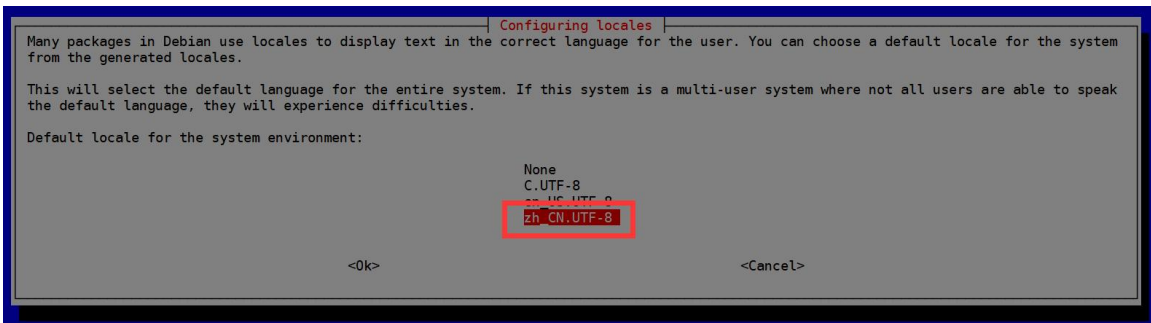 Configuring locales
Many packages in Debian use locales to display text in the correct language for the user. You can choose a default locale for the system
from the generated locales.
This will select the default language for the entire system. If this system is a multi-user system where not all users are able to speak
the default language, they will experience difficulties.
Default locale for the system environment:
None
C.UTF-8
en_US.UTF-8
zh_CN.UTF-8
<Ok> <Cancel>